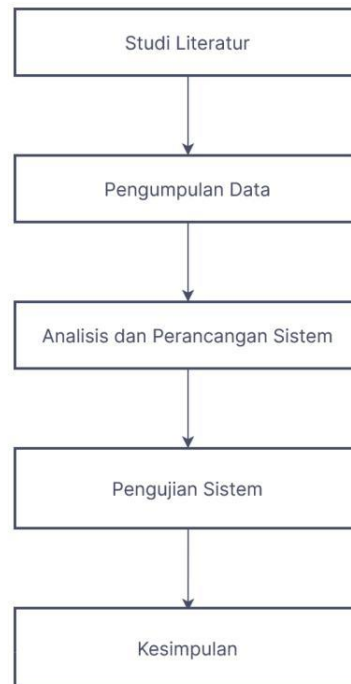 Studi Literatur
Pengumpulan Data
Analisis dan Perancangan Sistem
Pengujian Sistem
Kesimpulan